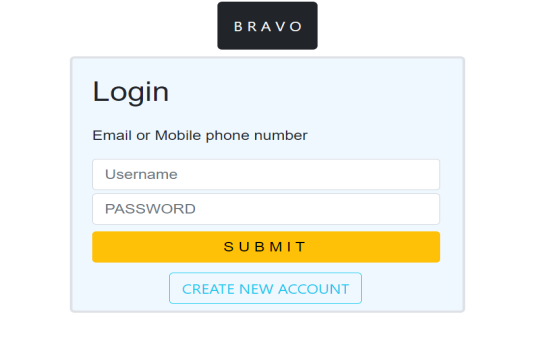 BRAVO
Login
Email or Mobile phone number
Username
PASSWORD
SUBMIT
CREATE NEW ACCOUNT